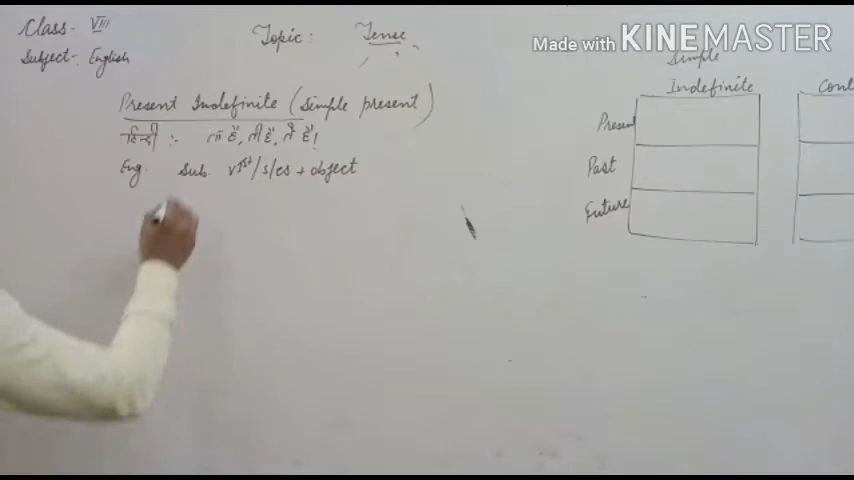 Class- VIII
Subject:- English
Topic: Tense
Made with KINEMASTER
Present Indefinite (Simple present)
हिन्दी :- ता है, ती है, ते हैं!
Eng. Sub. V1st/s/es + object
Simple
Indefinite
Cont
Present
Past
Future